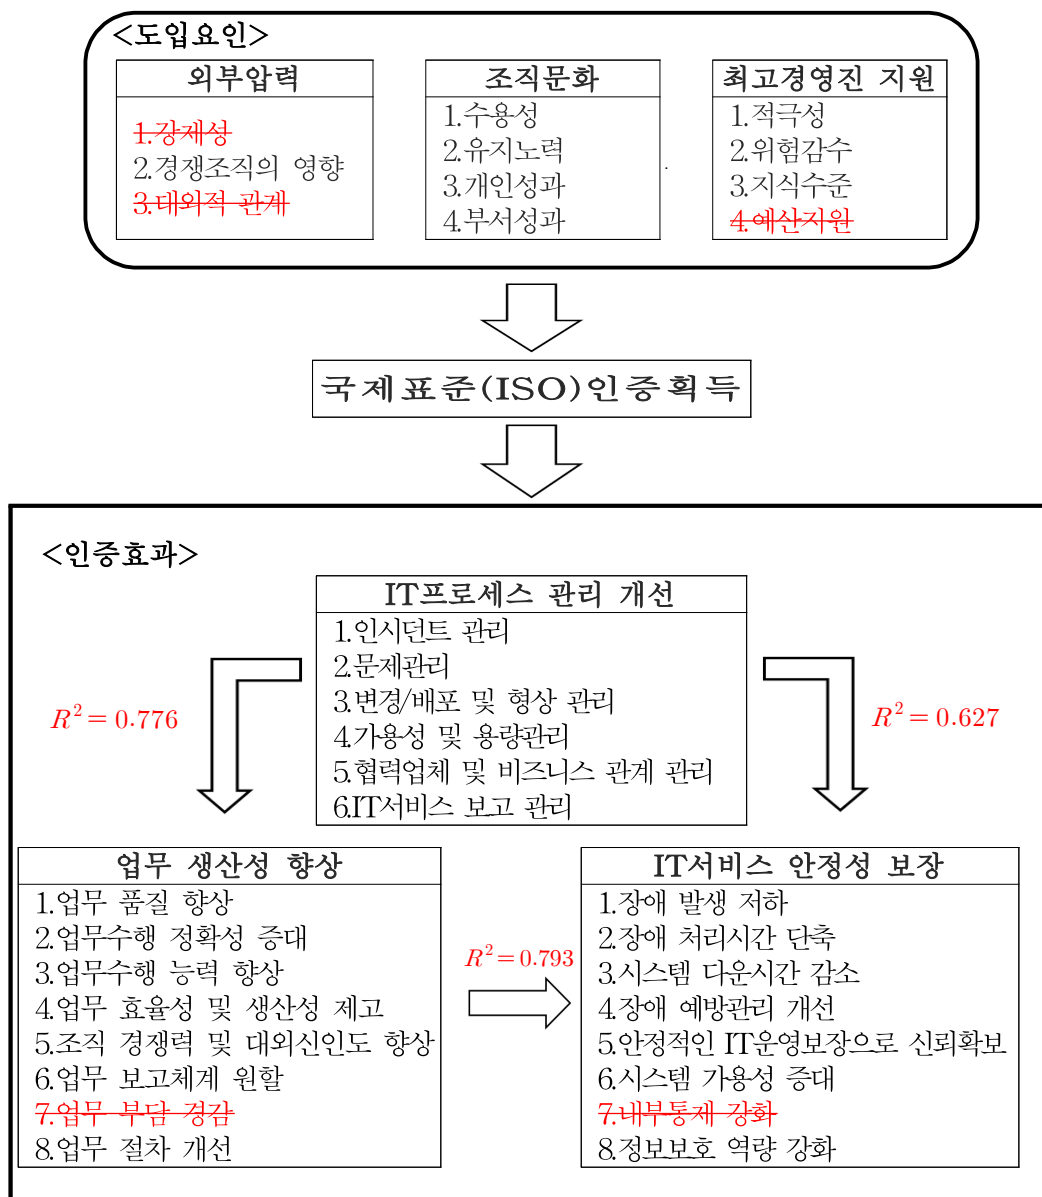 <도입요인>
외부압력
1.강제성
2.경쟁조직의 영향
3.대외적 관계
조직문화
1.수용성
2.유지노력
3.개인성과
4.부서성과
최고경영진 지원
1.적극성
2.위험감수
3.지식수준
4.예산지원
국제표준(ISO)인증획득
<인증효과>
IT프로세스 관리 개선
1.인시던트 관리
2.문제관리
3.변경/배포 및 형상 관리
4.가용성 및 용량관리
5.협력업체 및 비즈니스 관계 관리
6.IT서비스 보고 관리
R² = 0.776
R² = 0.627
업무 생산성 향상
1.업무 품질 향상
2.업무수행 정확성 증대
3.업무수행 능력 향상
4.업무 효율성 및 생산성 제고
5.조직 경쟁력 및 대외신인도 향상
6.업무 보고체계 원할
7.업무 부담 경감
8.업무 절차 개선
R² = 0.793
IT서비스 안정성 보장
1.장애 발생 저하
2.장애 처리시간 단축
3.시스템 다운시간 감소
4.장애 예방관리 개선
5.안정적인 IT운영보장으로 신뢰확보
6.시스템 가용성 증대
7.내부통제 강화
8.정보보호 역량 강화